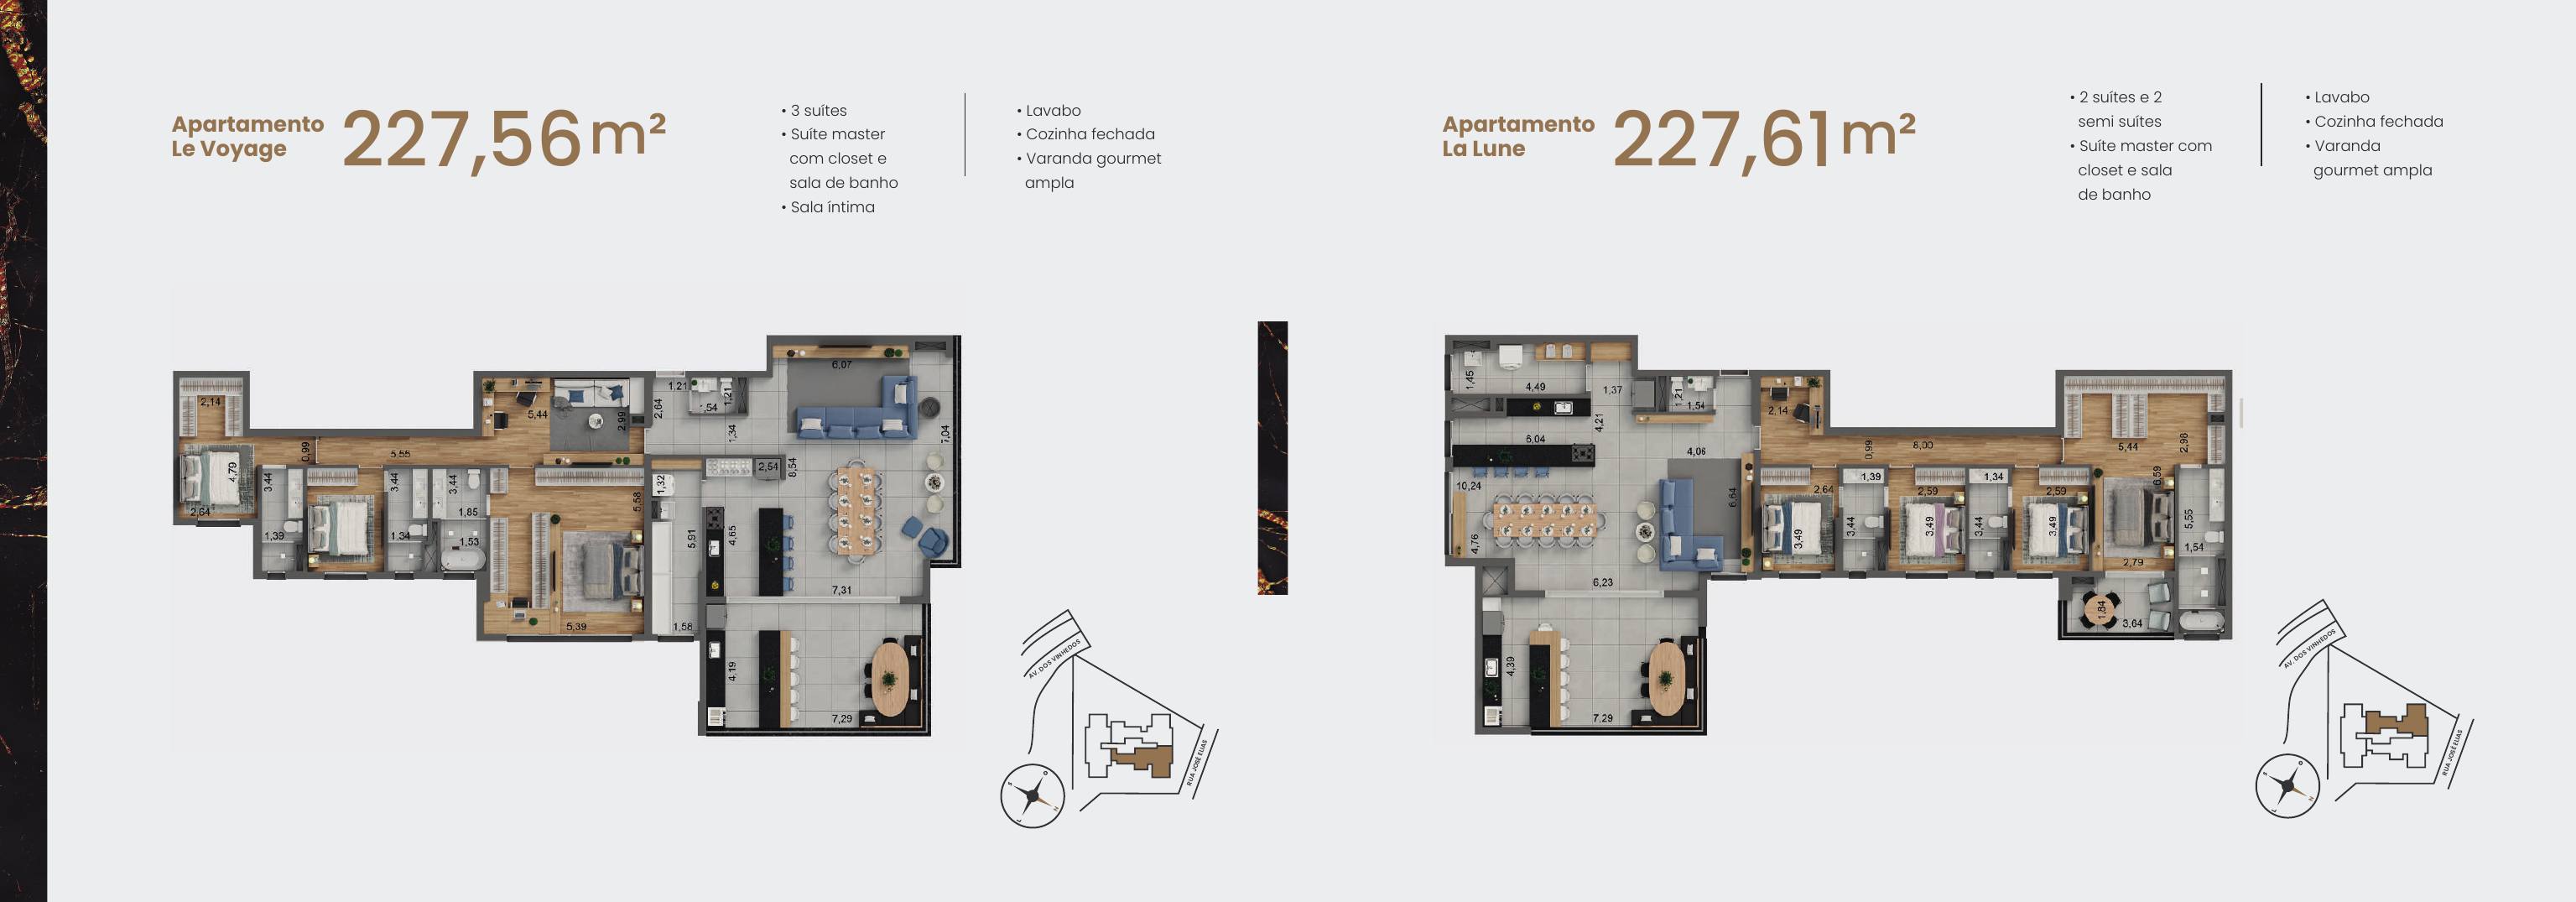 Apartamento
Le Voyage
227,56 m²
• 3 suítes
• Suíte master
com closet e
sala de banho
• Sala íntima
• Lavabo
• Cozinha fechada
• Varanda gourmet
ampla
6,07
2,14
5,44
2,99
1,21
2,64
1,54
1,21
1,34
7,04
0,99
5,55
4,79
2,64
3,44
1,39
3,44
1,34
3,44
1,85
1,53
5,58
5,39
1,32
2,54
8,54
5,91
4,65
1,58
7,31
4,19
7,29
AV. DOS VINHEDOS
RUA JOSÉ ELIAS
S
O
L
N
Apartamento
La Lune
227,61 m²
• 2 suítes e 2
semi suítes
• Suíte master com
closet e sala
de banho
• Lavabo
• Cozinha fechada
• Varanda
gourmet ampla
1,45
4,49
1,37
1,21
1,54
4,21
6,04
4,06
10,24
4,76
6,64
6,23
4,39
7,29
2,14
0,99
8,00
5,44
2,98
2,64
1,39
2,59
1,34
2,59
6,59
3,49
3,44
3,49
3,44
3,49
5,55
1,54
2,79
1,84
3,64
AV. DOS VINHEDOS
RUA JOSÉ ELIAS
S
O
L
N